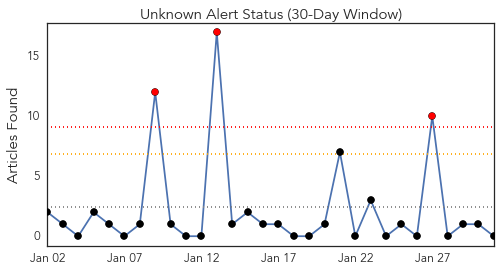 Unknown Alert Status (30-Day Window)
Articles Found
15
10
5
0
Jan 02 Jan 07 Jan 12 Jan 17 Jan 22 Jan 27